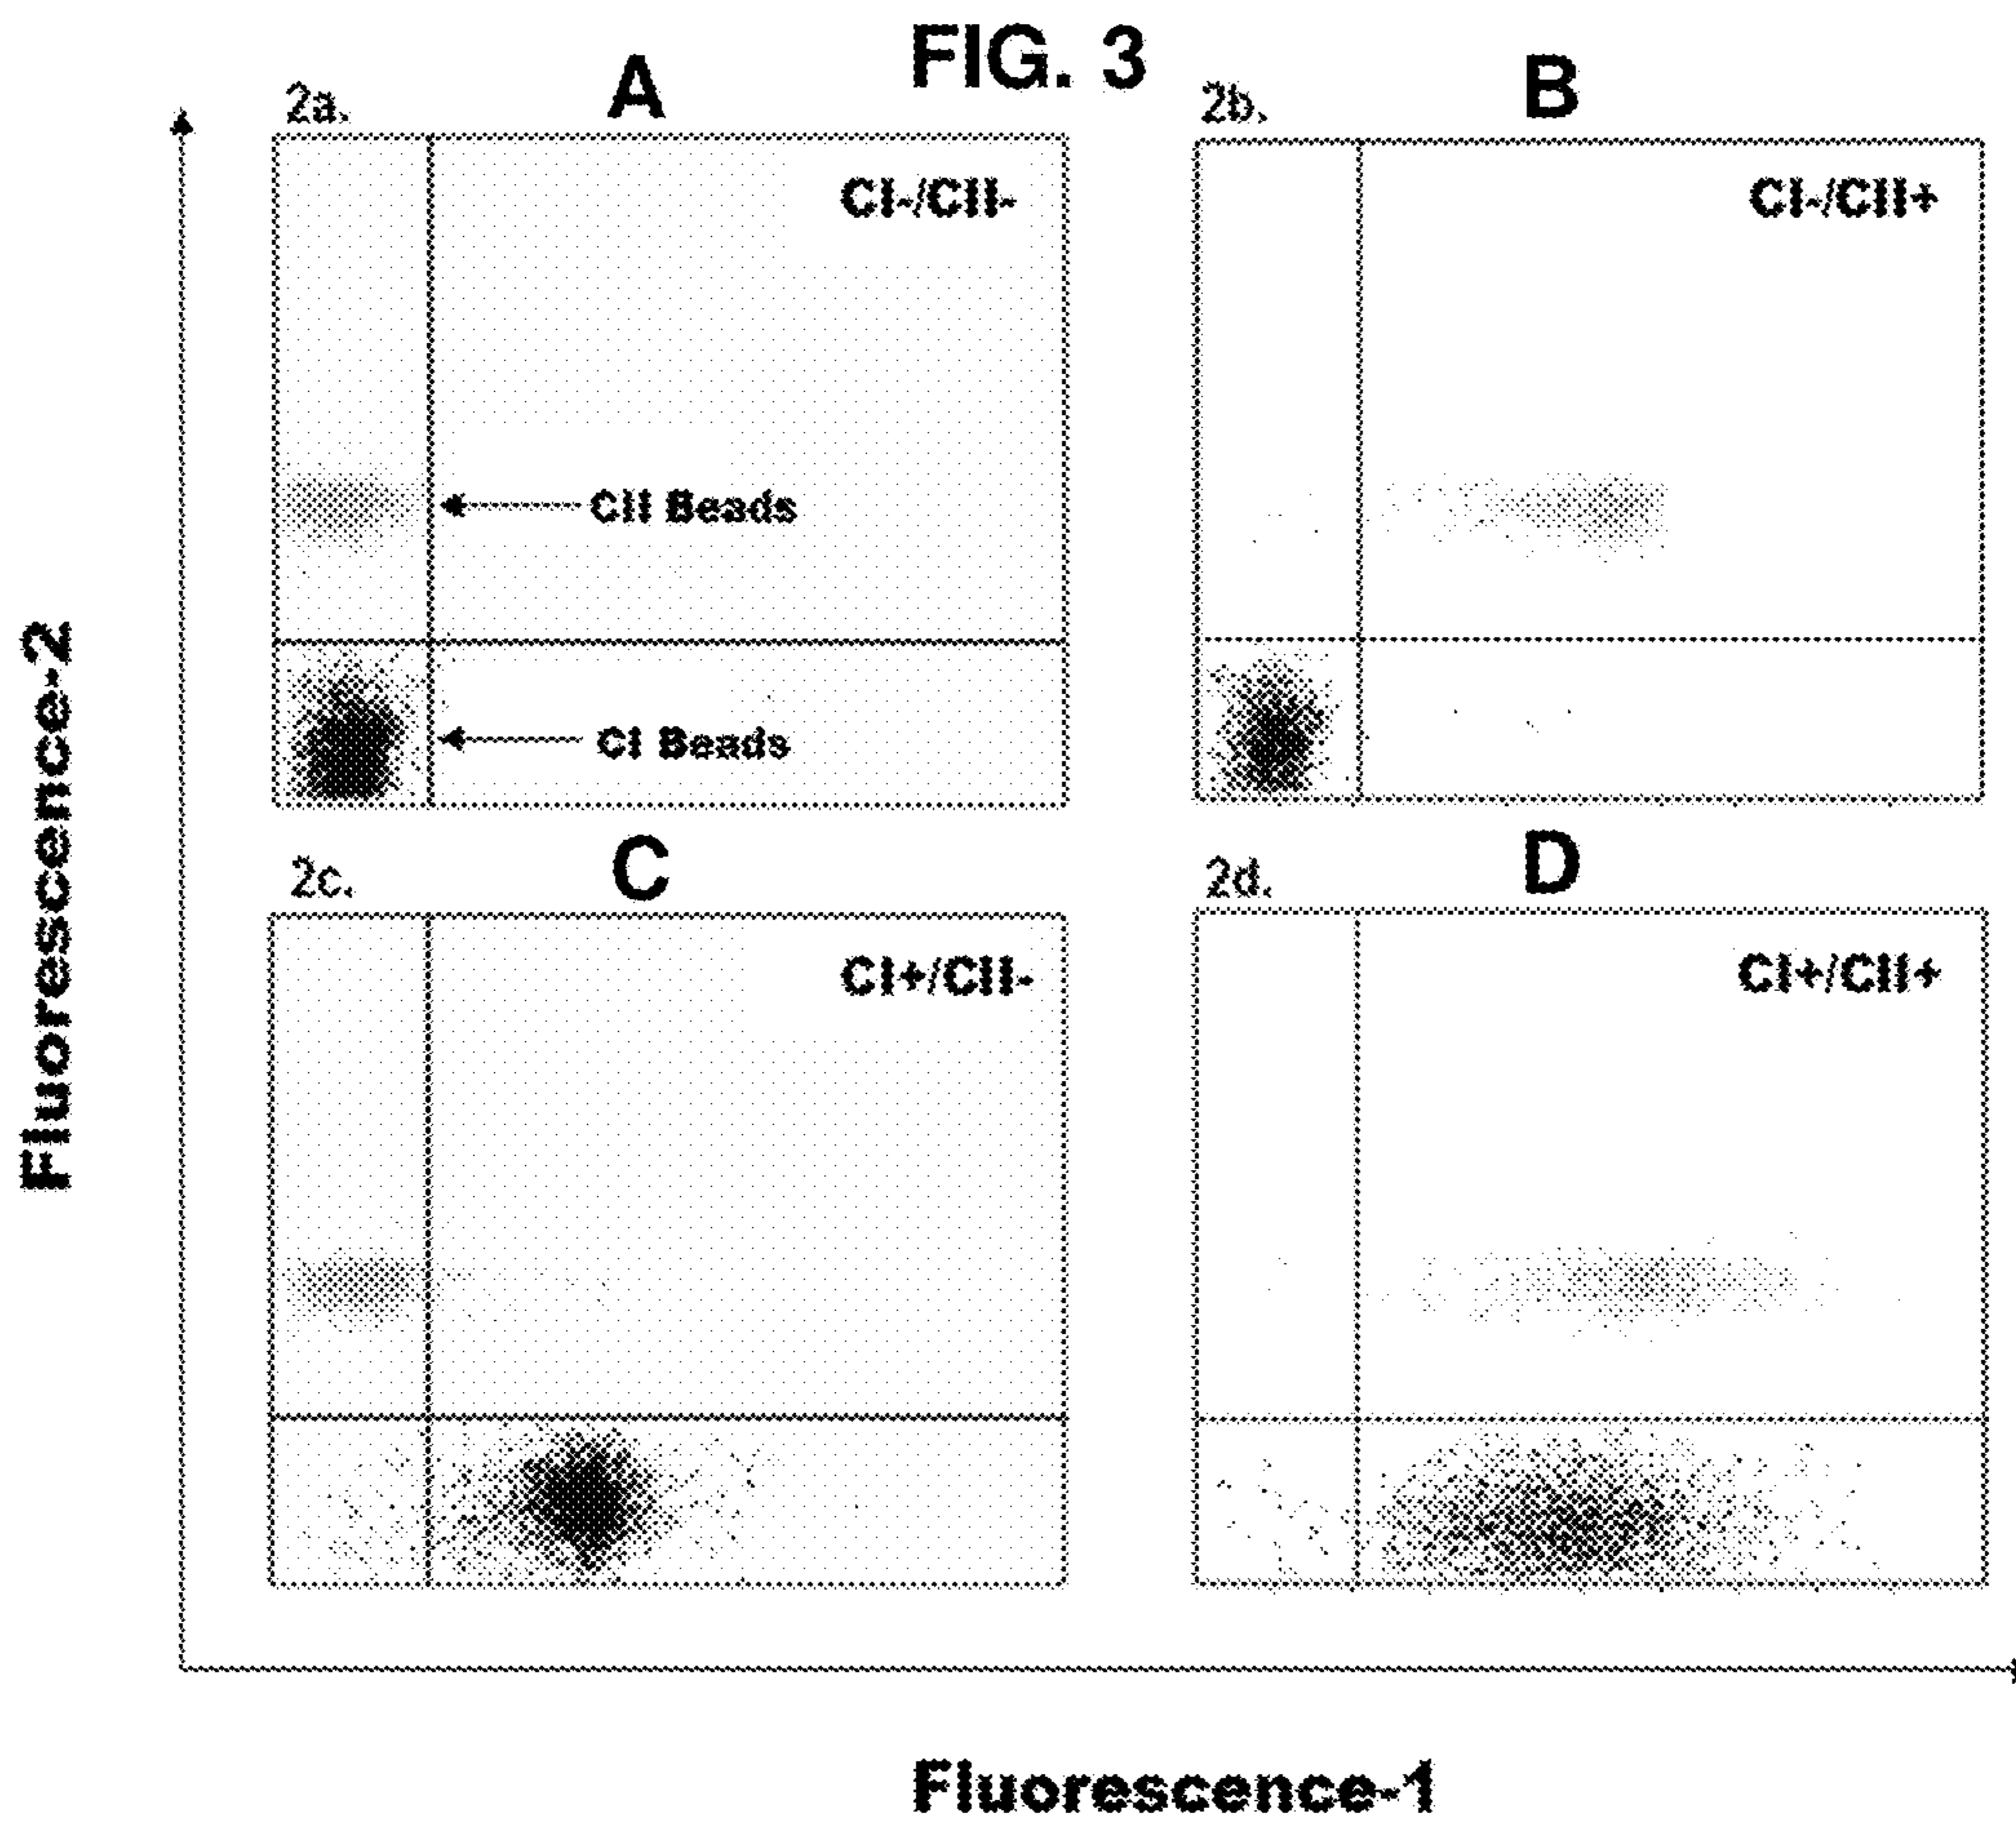 FIG. 3
2a.
A
CI-/CII-
CII Beads
CI Beads
2b.
B
CI-/CII+
2c.
C
CI+/CII-
2d.
D
CI+/CII+
Fluorescence-2
Fluorescence-1